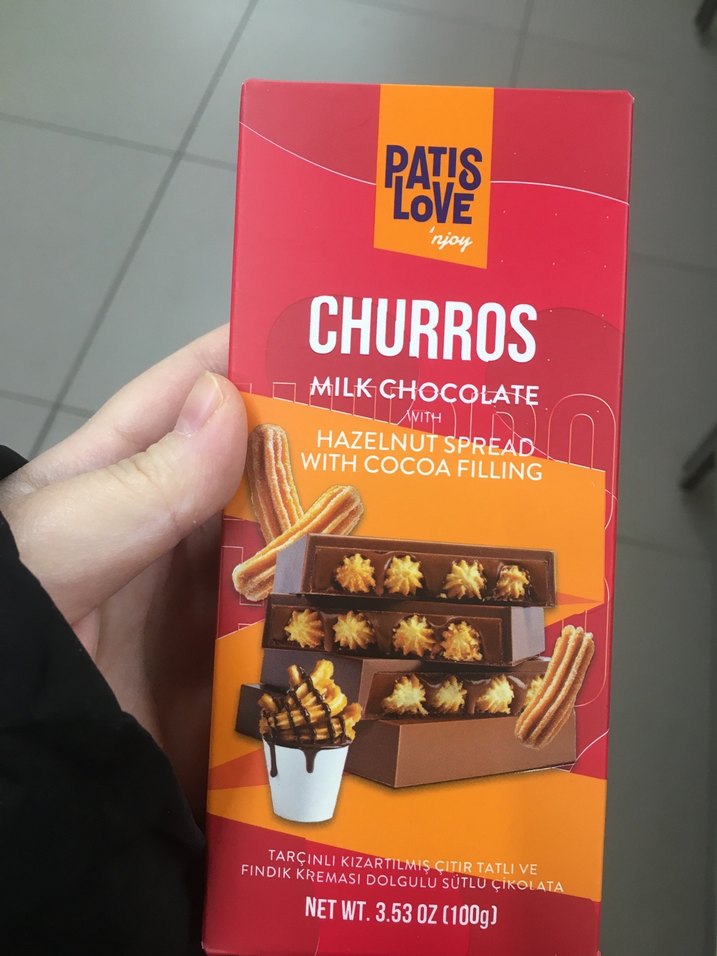 PATIS
LOVE
'njoy
CHURROS
MILK CHOCOLATE
WITH
HAZELNUT SPREAD
WITH COCOA FILLING
TARÇINLI KIZARTILMIŞ ÇITIR TATLI VE
FINDIK KREMASI DOLGULU SÜTLÜ ÇİKOLATA
NET WT. 3.53 OZ (100g)